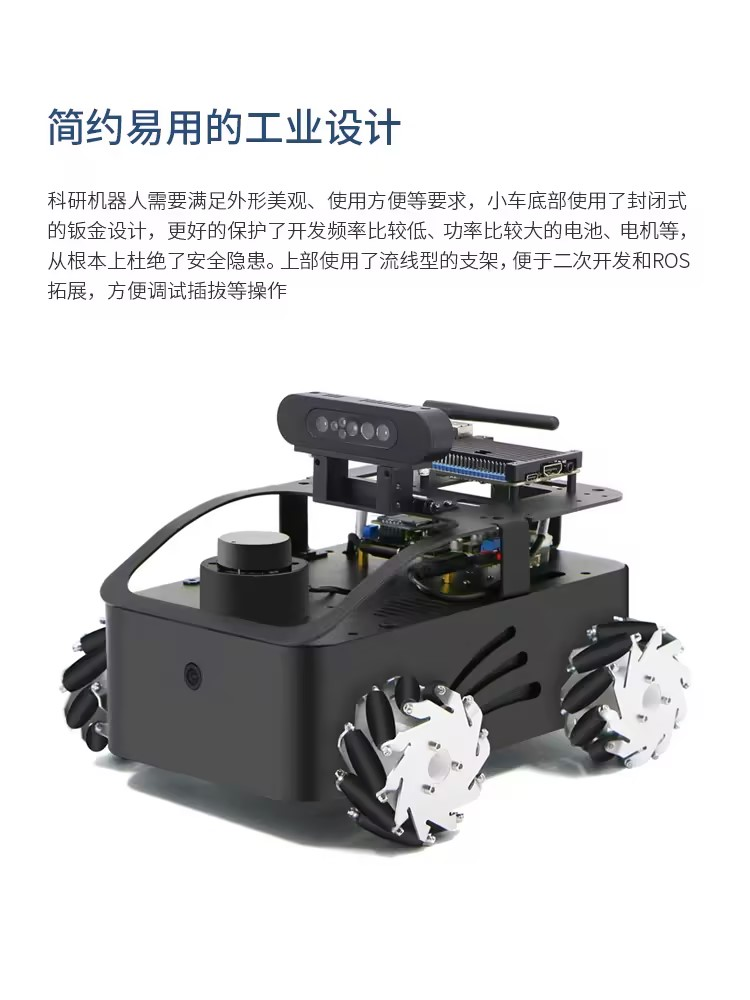 简约易用的工业设计
科研机器人需要满足外形美观、使用方便等要求，小车底部使用了封闭式
的钣金设计，更好的保护了开发频率比较低、功率比较大的电池、电机等，
从根本上杜绝了安全隐患。上部使用了流线型的支架，便于二次开发和ROS
拓展，方便调试插拔等操作